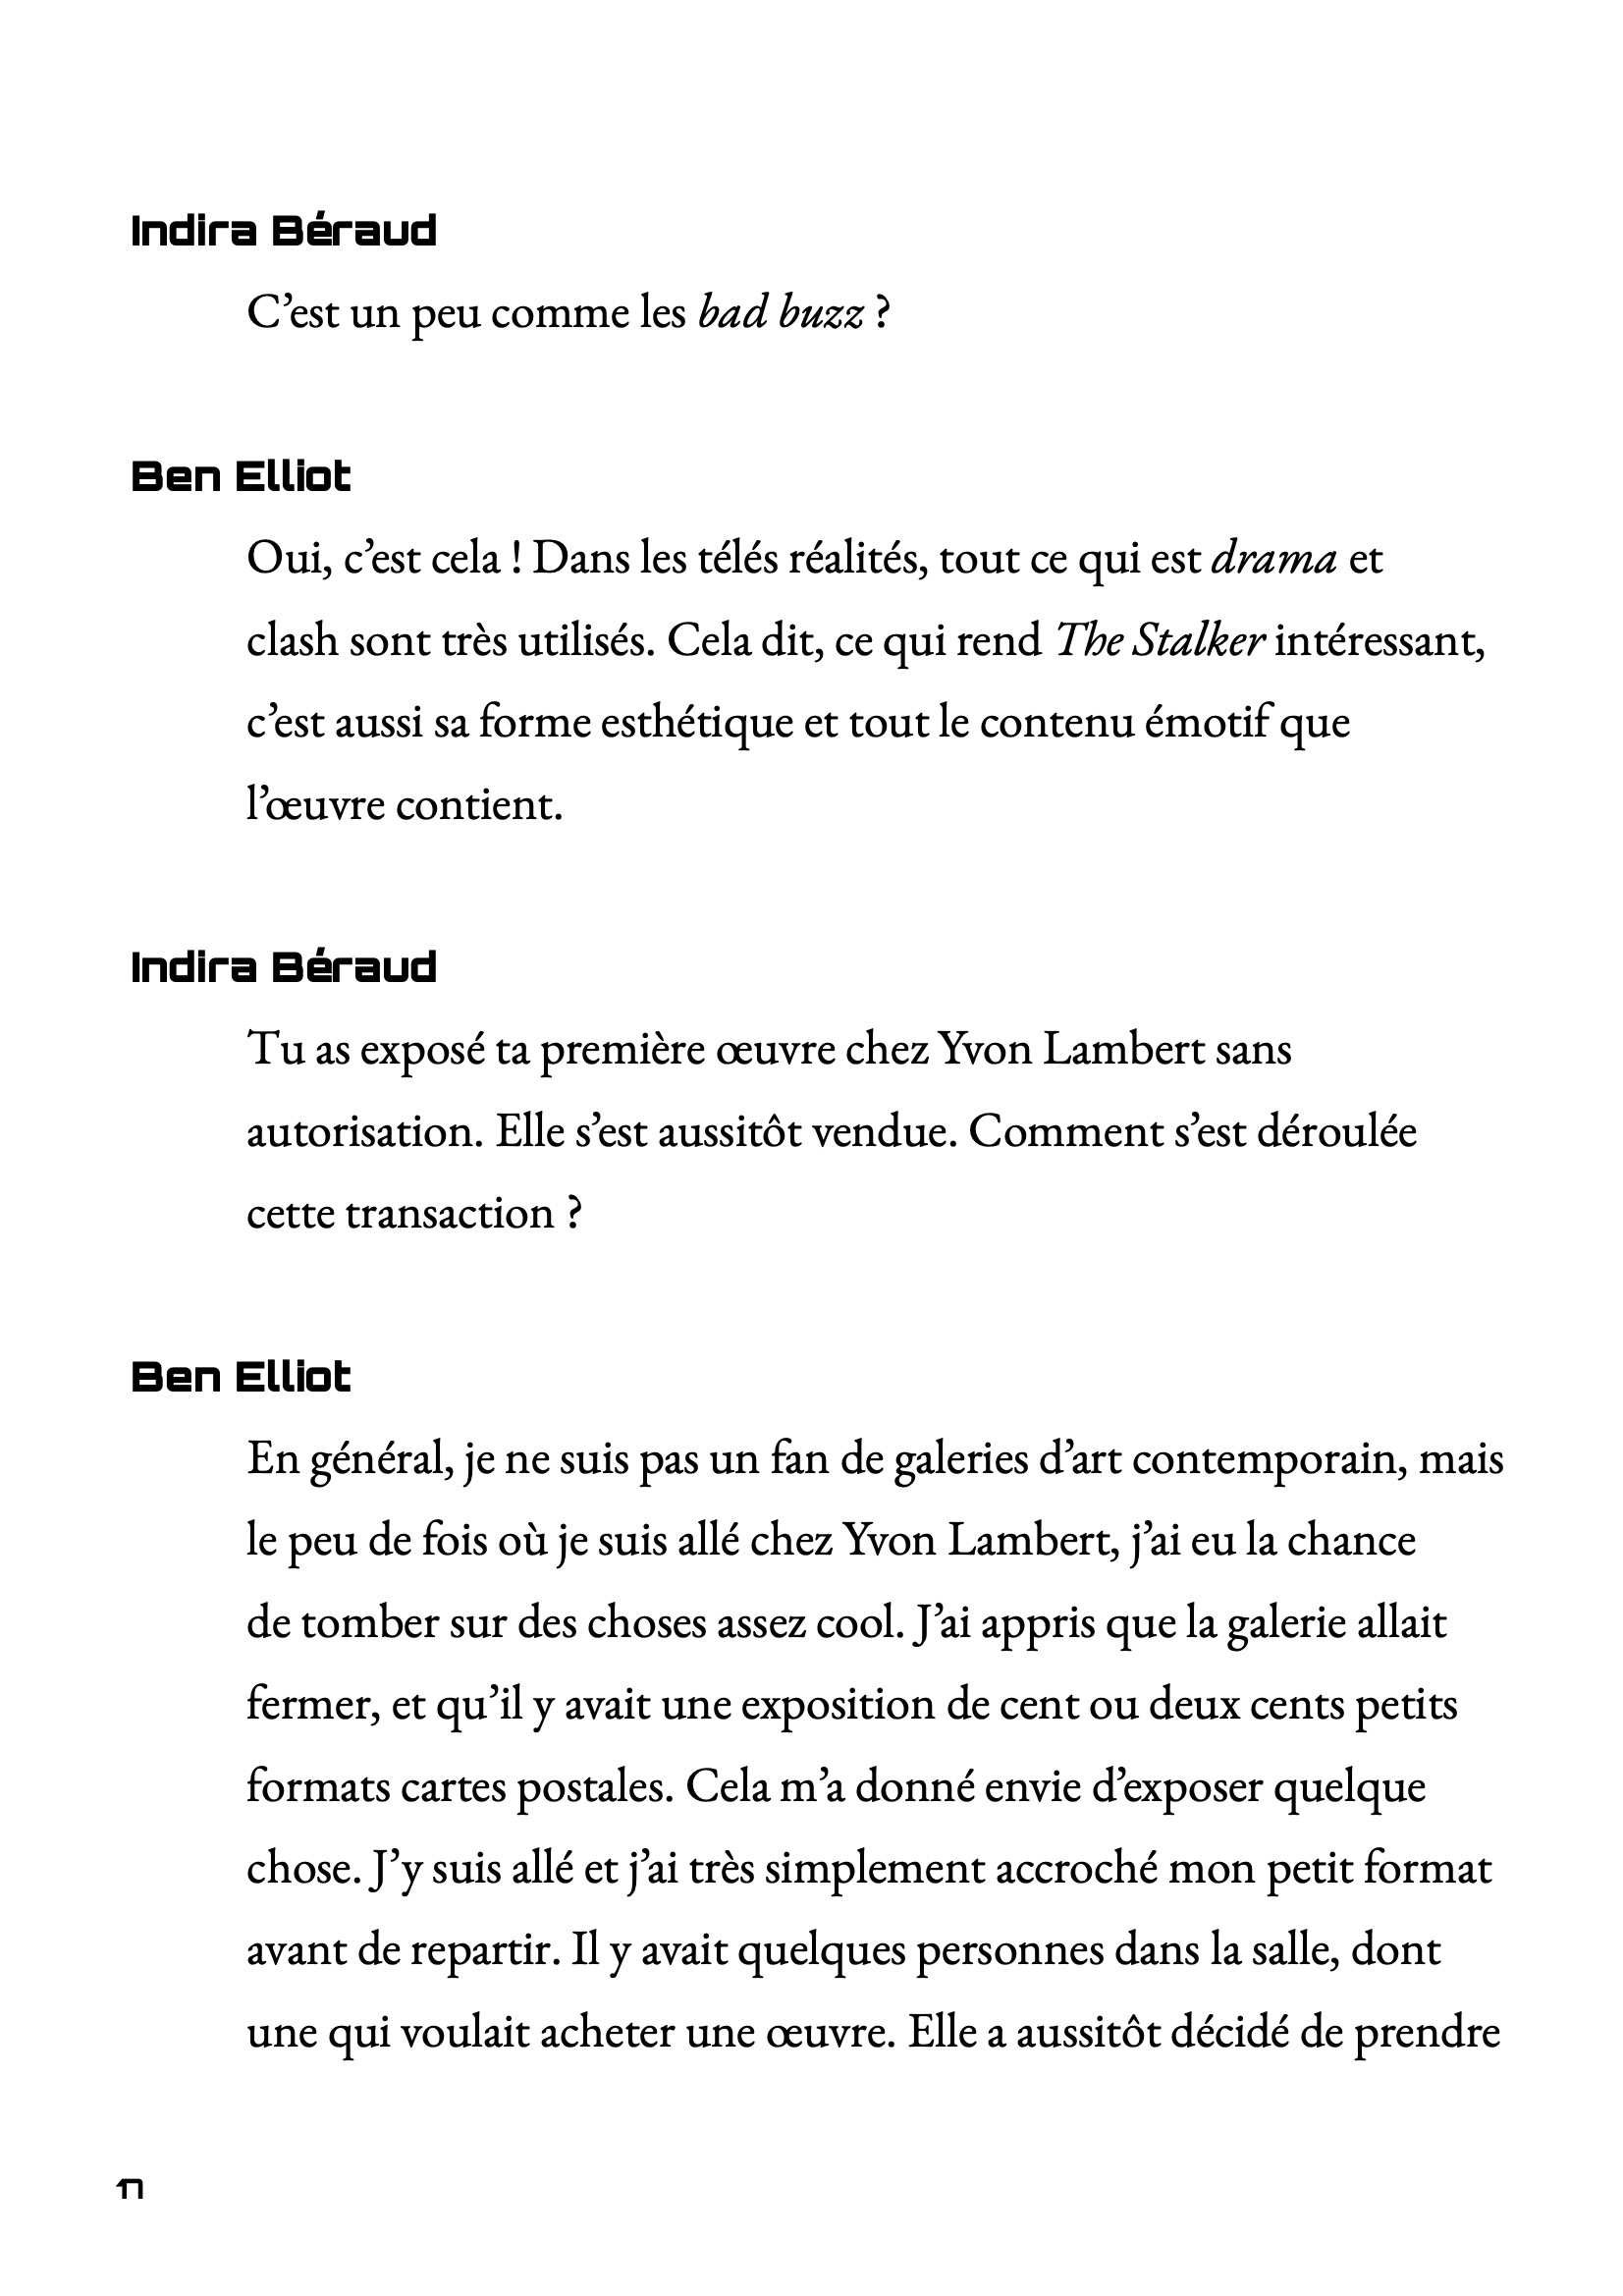 Indira Béraud
C’est un peu comme les bad buzz ?
Ben Elliot
Oui, c’est cela ! Dans les télés réalités, tout ce qui est drama et
clash sont très utilisés. Cela dit, ce qui rend The Stalker intéressant,
c’est aussi sa forme esthétique et tout le contenu émotif que
l’œuvre contient.
Indira Béraud
Tu as exposé ta première œuvre chez Yvon Lambert sans
autorisation. Elle s’est aussitôt vendue. Comment s’est déroulée
cette transaction ?
Ben Elliot
En général, je ne suis pas un fan de galeries d’art contemporain, mais
le peu de fois où je suis allé chez Yvon Lambert, j’ai eu la chance
de tomber sur des choses assez cool. J’ai appris que la galerie allait
fermer, et qu’il y avait une exposition de cent ou deux cents petits
formats cartes postales. Cela m’a donné envie d’exposer quelque
chose. J’y suis allé et j’ai très simplement accroché mon petit format
avant de repartir. Il y avait quelques personnes dans la salle, dont
une qui voulait acheter une œuvre. Elle a aussitôt décidé de prendre
17